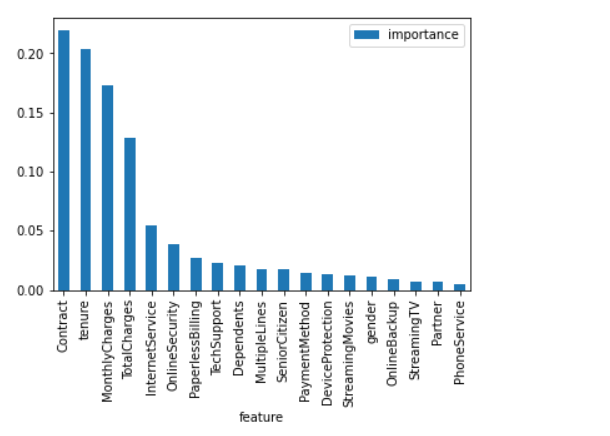 importance
0.20
0.15
0.10
0.05
0.00
Contract
tenure
MonthlyCharges
TotalCharges
InternetService
OnlineSecurity
PaperlessBilling
TechSupport
Dependents
MultipleLines
SeniorCitizen
PaymentMethod
DeviceProtection
StreamingMovies
gender
OnlineBackup
StreamingTV
Partner
PhoneService
feature